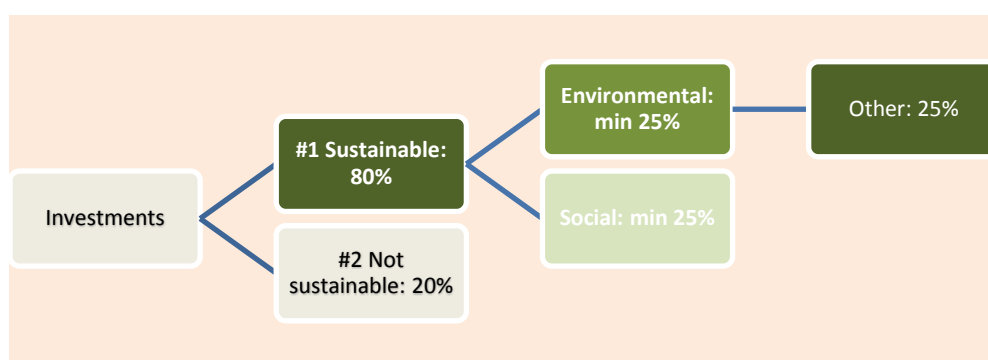 Investments
#1 Sustainable:
80%
#2 Not
sustainable: 20%
Environmental:
min 25%
Social: min 25%
Other: 25%